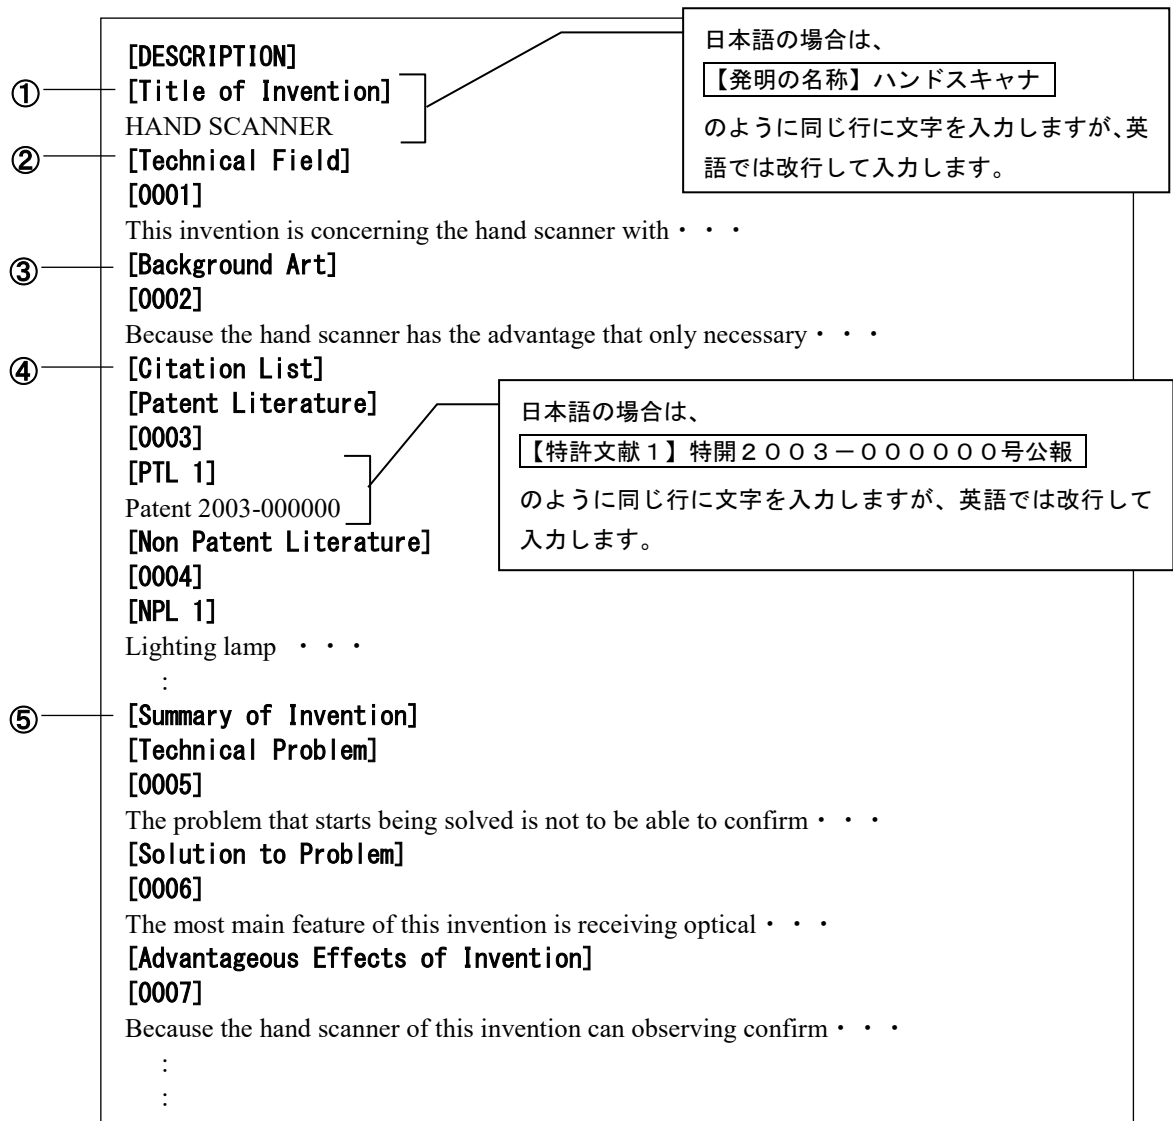 [DESCRIPTION]
① [Title of Invention]
HAND SCANNER
日本語の場合は、
【発明の名称】ハンドスキャナ
のように同じ行に文字を入力しますが、英
語では改行して入力します。
② [Technical Field]
[0001]
This invention is concerning the hand scanner with・・・
③ [Background Art]
[0002]
Because the hand scanner has the advantage that only necessary・・・
④ [Citation List]
[Patent Literature]
[0003]
[PTL 1]
Patent 2003-000000
日本語の場合は、
【特許文献1】特開2003-000000号公報
のように同じ行に文字を入力しますが、英語では改行して
入力します。
[Non Patent Literature]
[0004]
[NPL 1]
Lighting lamp ・・・
:
⑤ [Summary of Invention]
[Technical Problem]
[0005]
The problem that starts being solved is not to be able to confirm・・・
[Solution to Problem]
[0006]
The most main feature of this invention is receiving optical・・・
[Advantageous Effects of Invention]
[0007]
Because the hand scanner of this invention can observing confirm・・・
:
: